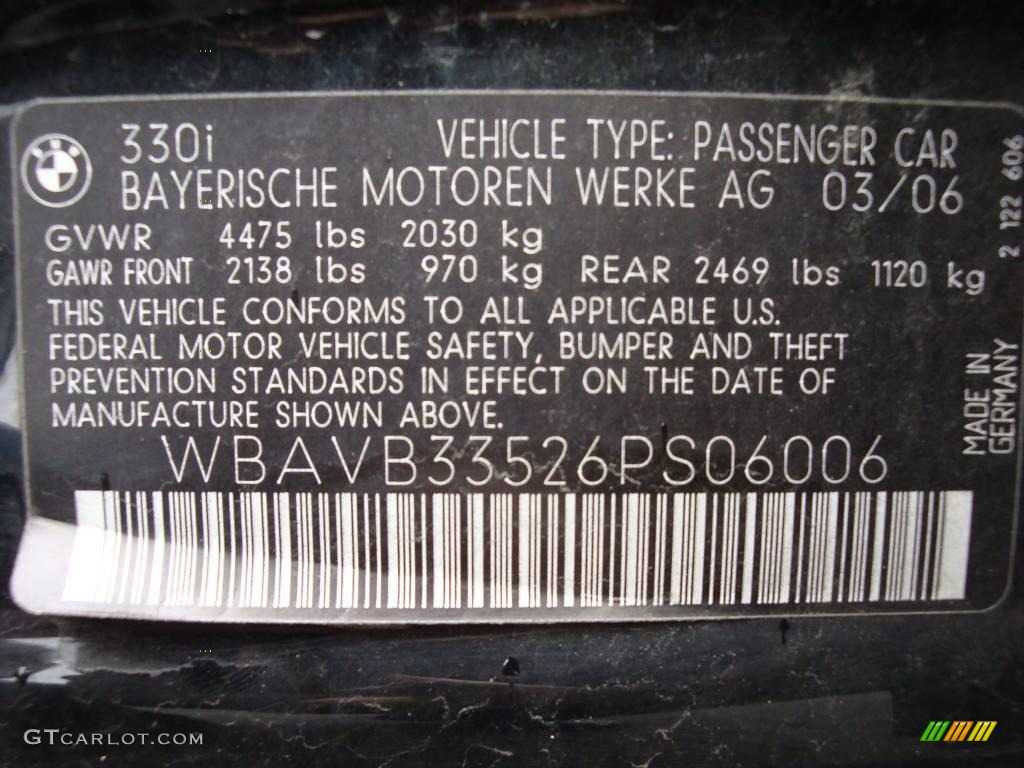 330i VEHICLE TYPE: PASSENGER CAR
BAYERISCHE MOTOREN WERKE AG 03/06
GVWR 4475 lbs 2030 kg
GAWR FRONT 2138 lbs 970 kg REAR 2469 lbs 1120 kg
THIS VEHICLE CONFORMS TO ALL APPLICABLE U.S.
FEDERAL MOTOR VEHICLE SAFETY, BUMPER AND THEFT
PREVENTION STANDARDS IN EFFECT ON THE DATE OF
MANUFACTURE SHOWN ABOVE.
WBAVB33526PS06006
2 122 606
MADE IN
GERMANY
GTCARLOT.COM